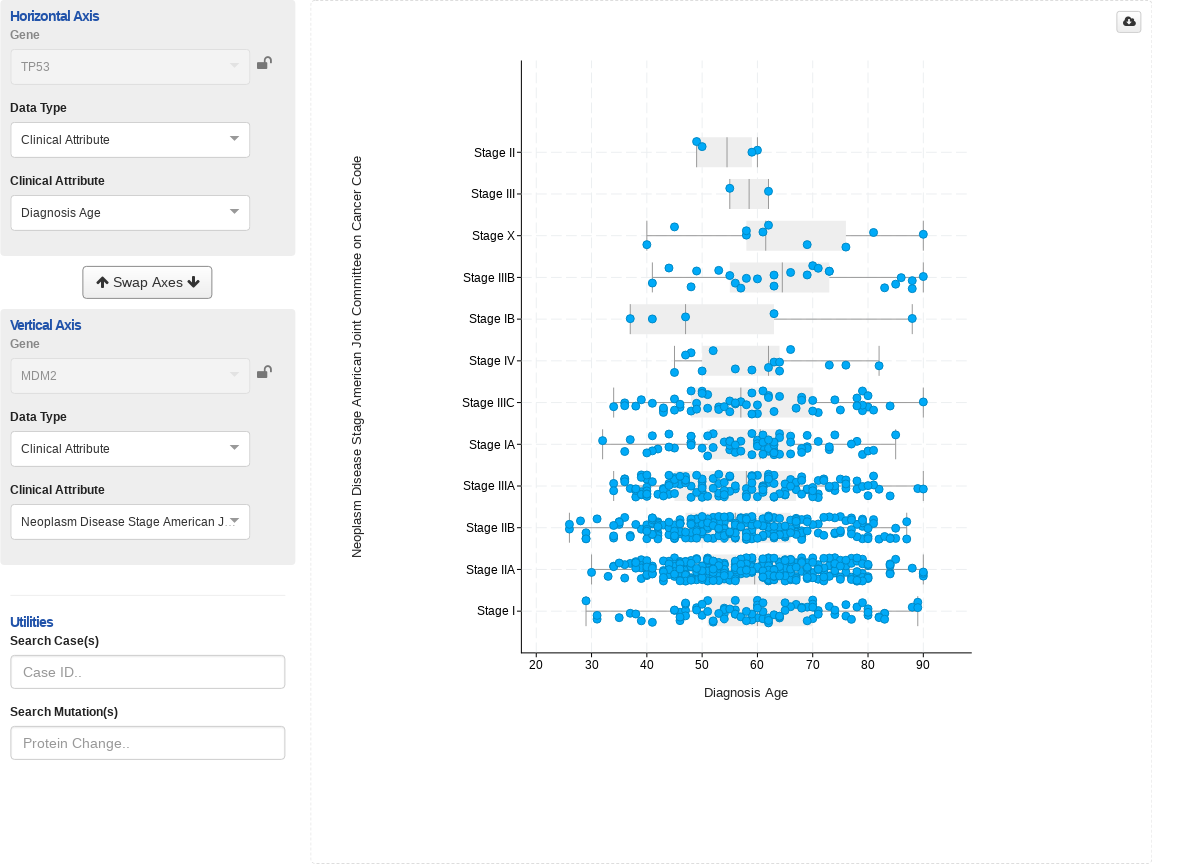 Horizontal Axis
Gene
TP53
Data Type
Clinical Attribute
Clinical Attribute
Diagnosis Age
Swap Axes
Vertical Axis
Gene
MDM2
Data Type
Clinical Attribute
Clinical Attribute
Neoplasm Disease Stage American J..
Utilities
Search Case(s)
Case ID..
Search Mutation(s)
Protein Change..
Neoplasm Disease Stage American Joint Committee on Cancer Code
Stage II
Stage III
Stage X
Stage IIIB
Stage IB
Stage IV
Stage IIIC
Stage IA
Stage IIIA
Stage IIB
Stage IIA
Stage I
20 30 40 50 60 70 80 90
Diagnosis Age